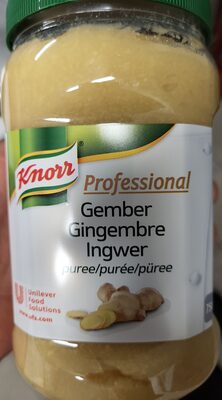 Knorr
Professional
Gember
Gingembre
Ingwer
puree/purée/püree
Unilever
Food
Solutions
www.ufs.com